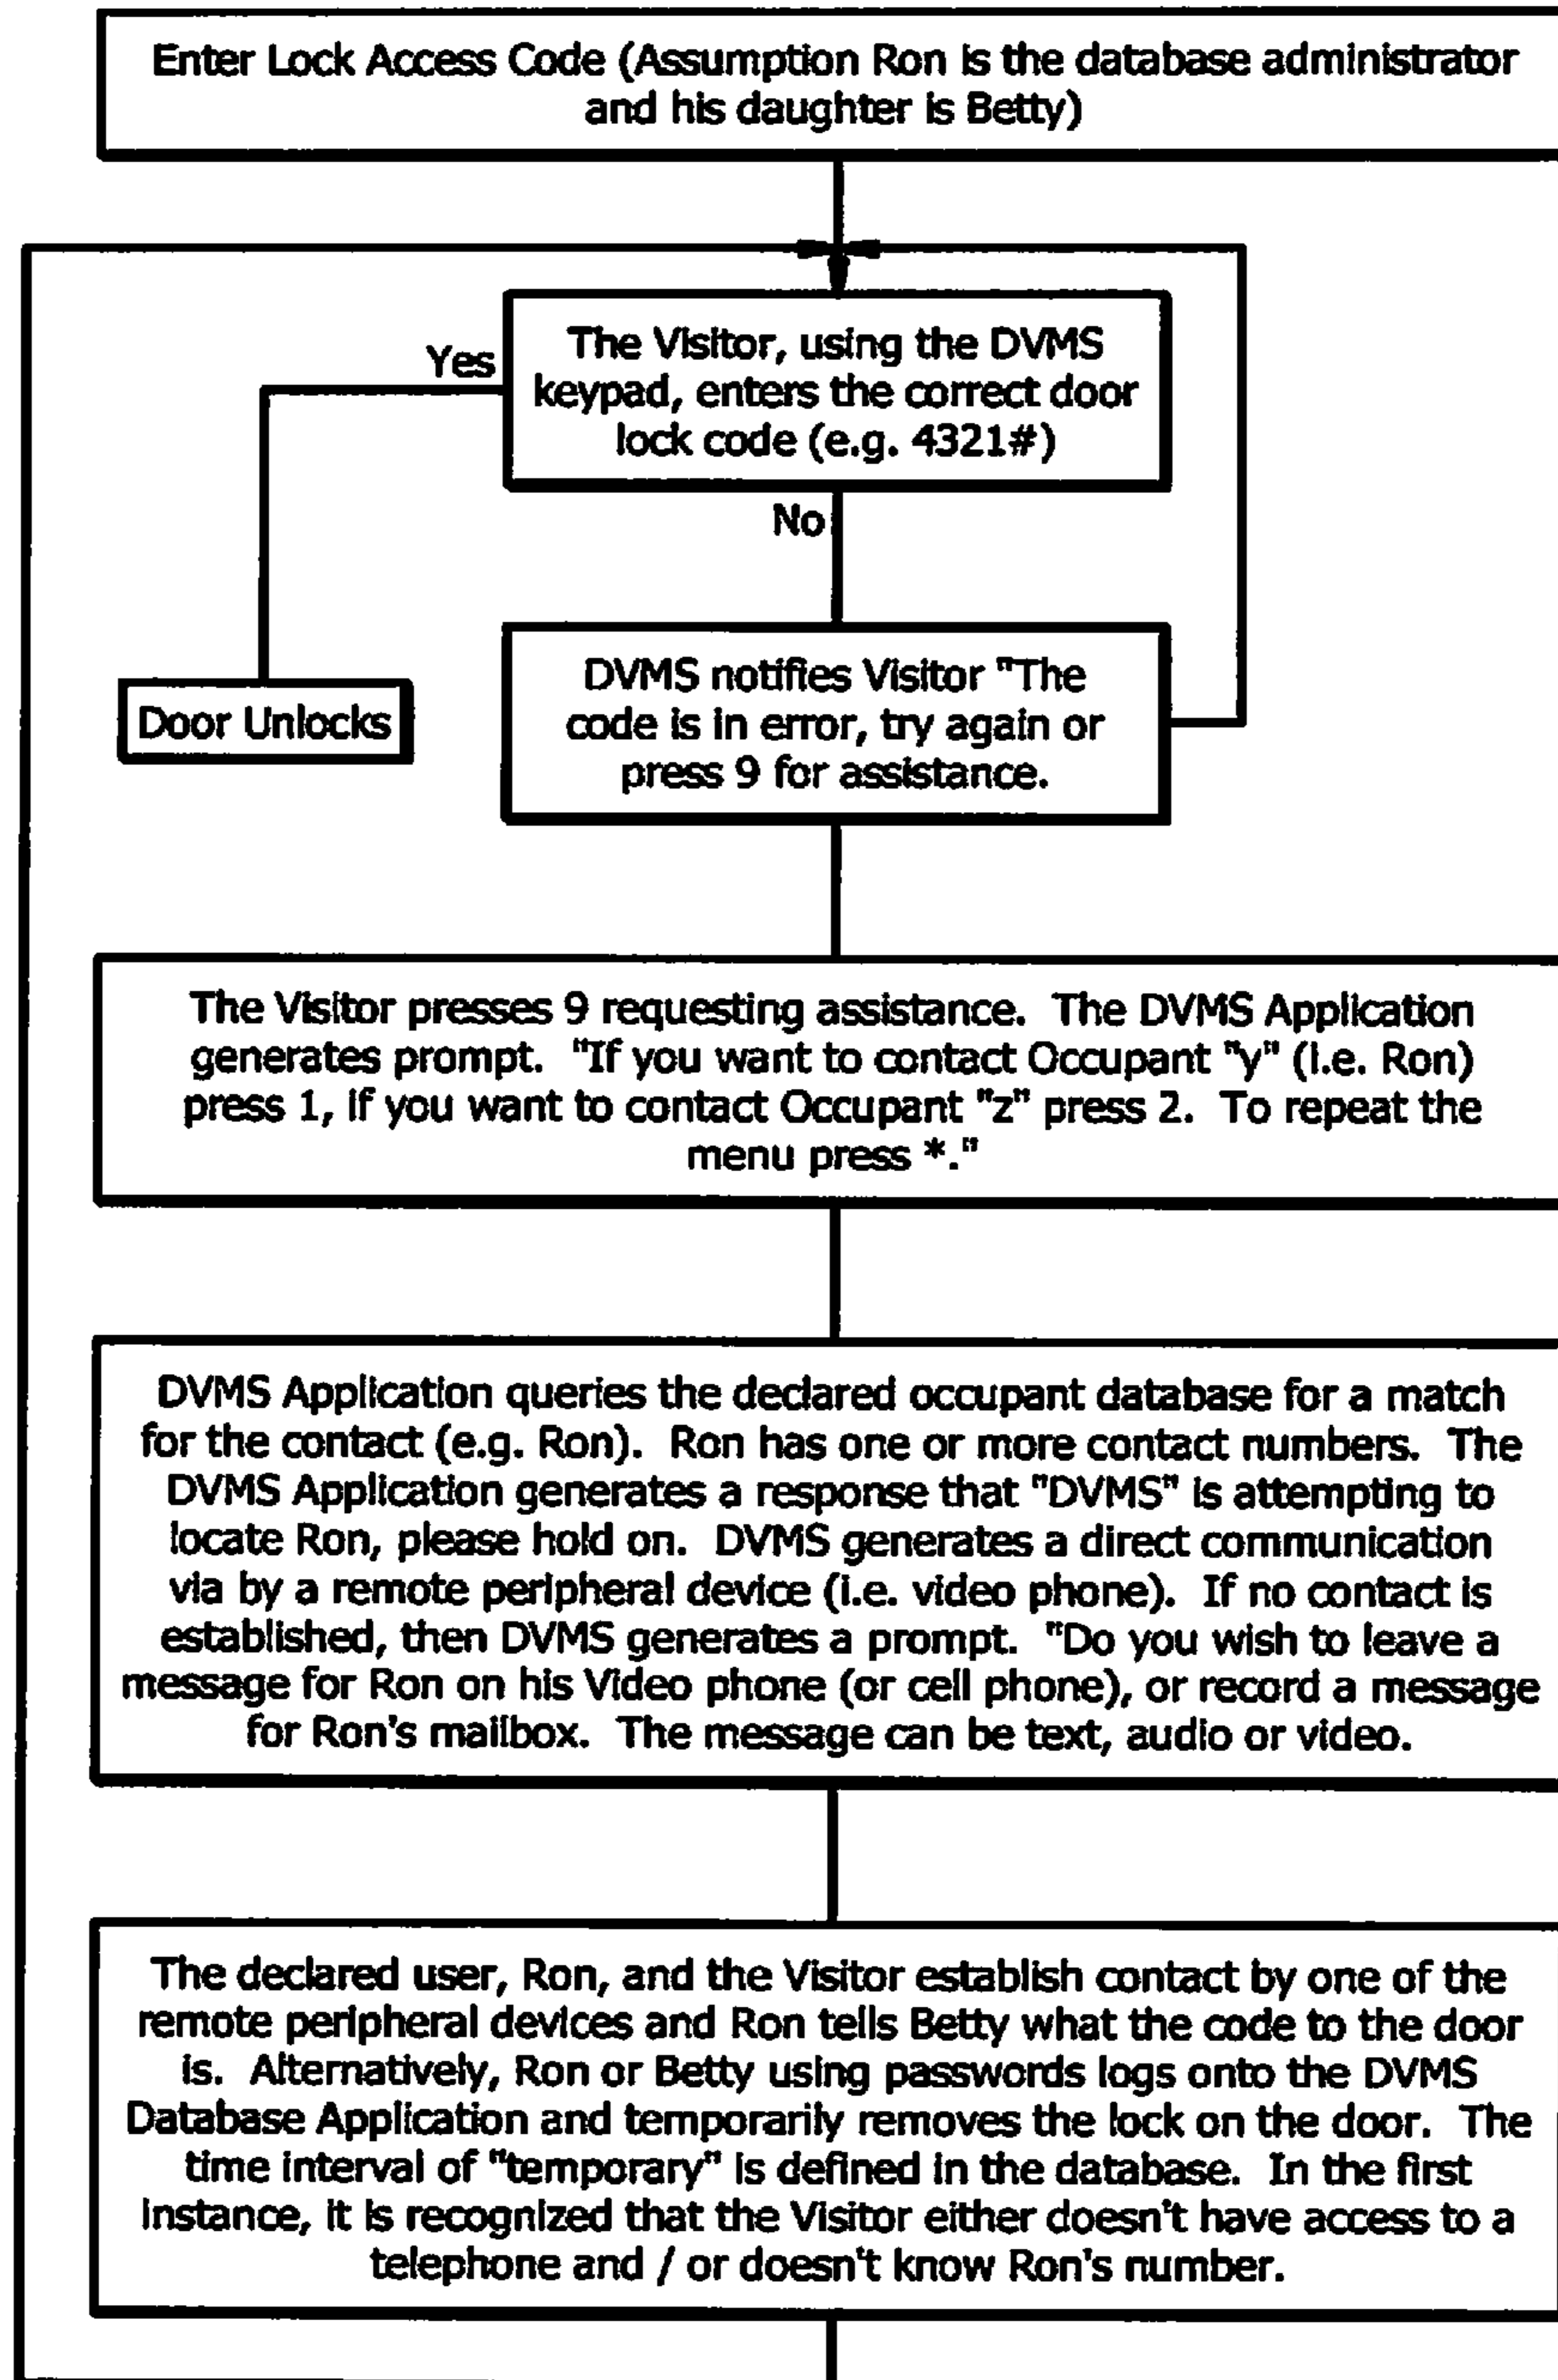 Enter Lock Access Code (Assumption Ron is the database administrator
and his daughter is Betty)
The Visitor, using the DVMS
keypad, enters the correct door
lock code (e.g. 4321#)
Yes
No
Door Unlocks
DVMS notifies Visitor "The
code is in error, try again or
press 9 for assistance.
The Visitor presses 9 requesting assistance. The DVMS Application
generates prompt. "If you want to contact Occupant "y" (i.e. Ron)
press 1, if you want to contact Occupant "z" press 2. To repeat the
menu press *."
DVMS Application queries the declared occupant database for a match
for the contact (e.g. Ron). Ron has one or more contact numbers. The
DVMS Application generates a response that "DVMS" is attempting to
locate Ron, please hold on. DVMS generates a direct communication
via by a remote peripheral device (i.e. video phone). If no contact is
established, then DVMS generates a prompt. "Do you wish to leave a
message for Ron on his Video phone (or cell phone), or record a message
for Ron's mailbox. The message can be text, audio or video.
The declared user, Ron, and the Visitor establish contact by one of the
remote peripheral devices and Ron tells Betty what the code to the door
is. Alternatively, Ron or Betty using passwords logs onto the DVMS
Database Application and temporarily removes the lock on the door. The
time interval of "temporary" is defined in the database. In the first
instance, it is recognized that the Visitor either doesn't have access to a
telephone and / or doesn't know Ron's number.